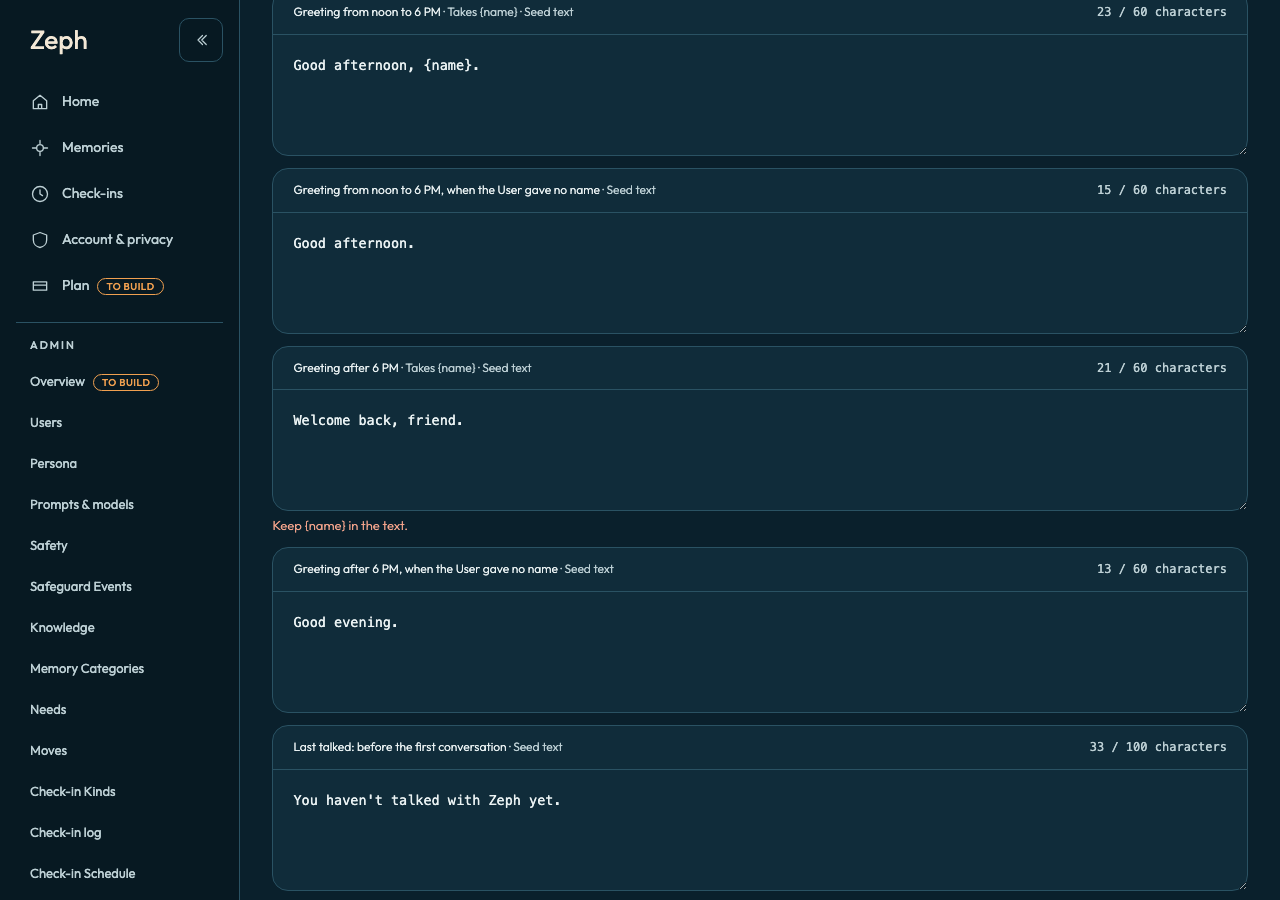 Zeph
Home
Memories
Check-ins
Account & privacy
Plan TO BUILD
ADMIN
Overview TO BUILD
Users
Persona
Prompts & models
Safety
Safeguard Events
Knowledge
Memory Categories
Needs
Moves
Check-in Kinds
Check-in log
Check-in Schedule
Greeting from noon to 6 PM · Takes {name} · Seed text 23 / 60 characters
Good afternoon, {name}.
Greeting from noon to 6 PM, when the User gave no name · Seed text 15 / 60 characters
Good afternoon.
Greeting after 6 PM · Takes {name} · Seed text 21 / 60 characters
Welcome back, friend.
Keep {name} in the text.
Greeting after 6 PM, when the User gave no name · Seed text 13 / 60 characters
Good evening.
Last talked: before the first conversation · Seed text 33 / 100 characters
You haven't talked with Zeph yet.